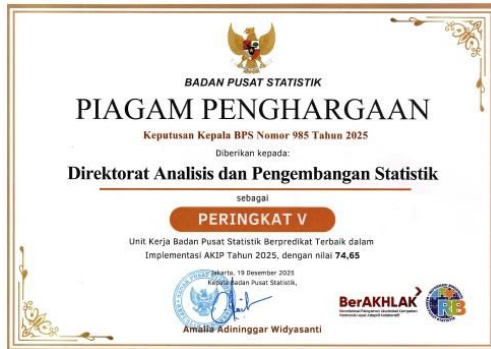 BADAN PUSAT STATISTIK
PIAGAM PENGHARGAAN
Keputusan Kepala BPS Nomor 985 Tahun 2025
Diberikan kepada:
Direktorat Analisis dan Pengembangan Statistik
sebagai
PERINGKAT V
Unit Kerja Badan Pusat Statistik Berpredikat Terbaik dalam
Implementasi AKIP Tahun 2025, dengan nilai 74,65
Jakarta, 19 Desember 2025
Kepala Badan Pusat Statistik,
BerAKHLAK
RB
Amalia Adininggar Widyasanti